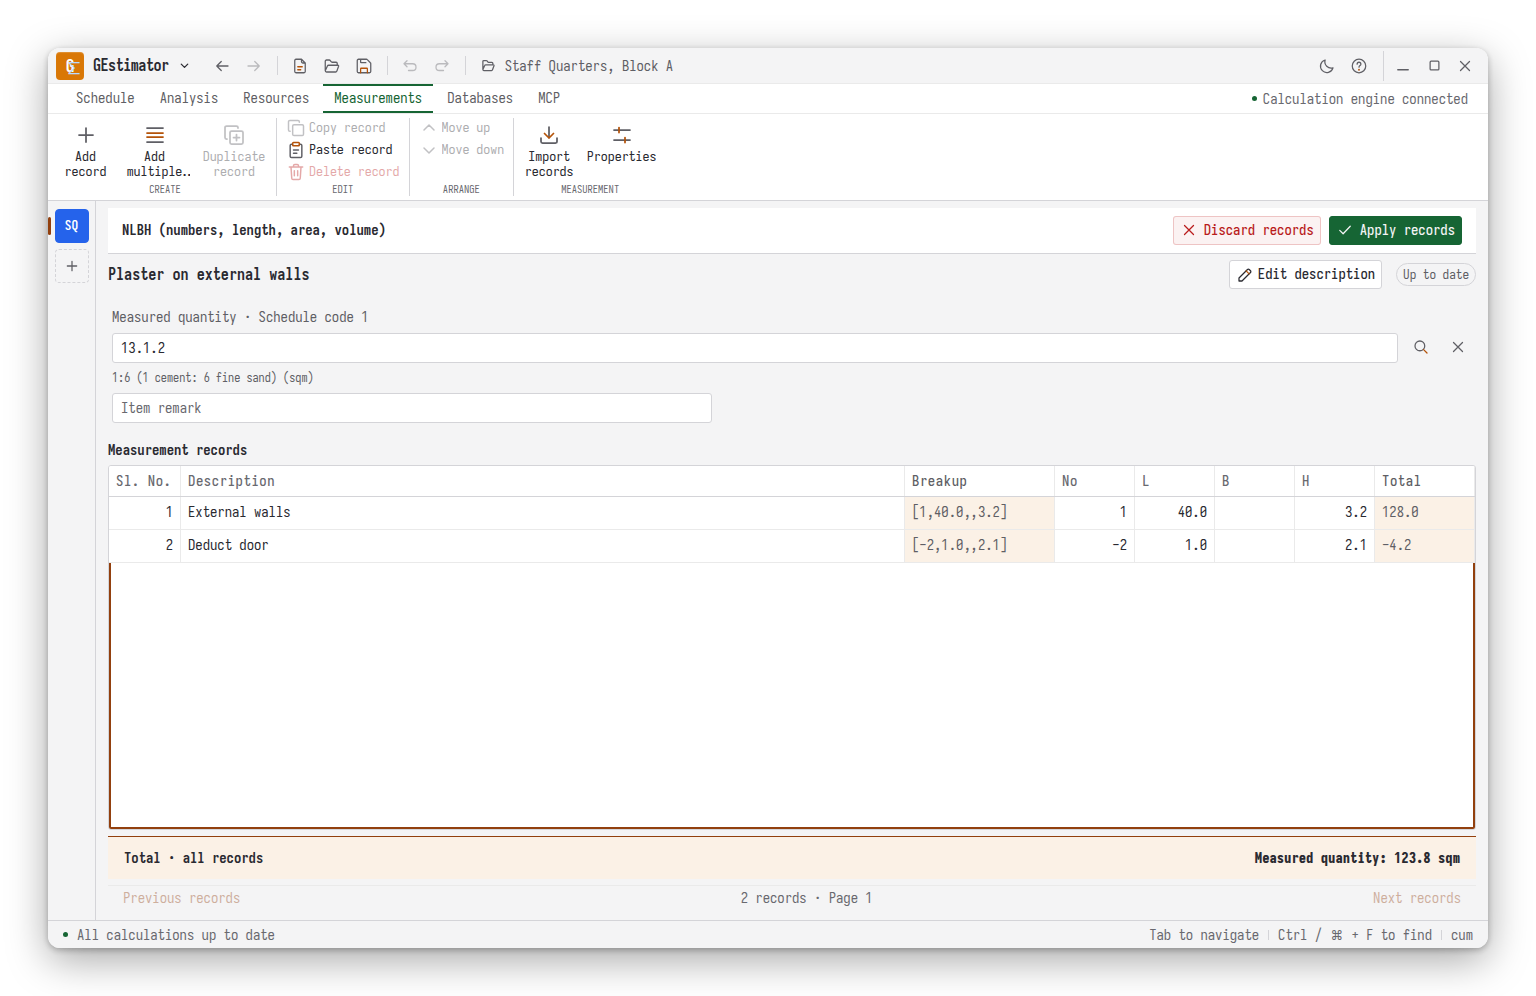 GEstimator
Staff Quarters, Block A
Schedule Analysis Resources Measurements Databases MCP
Calculation engine connected
Add record
Add multiple..
Duplicate record
CREATE
Copy record
Paste record
Delete record
EDIT
Move up
Move down
ARRANGE
Import records
Properties
MEASUREMENT
SQ
NLBH (numbers, length, area, volume)
Discard records
Apply records
Plaster on external walls
Edit description
Up to date
Measured quantity · Schedule code 1
13.1.2
1:6 (1 cement: 6 fine sand) (sqm)
Item remark
Measurement records
Sl. No. Description Breakup No L B H Total
1 External walls [1,40.0,,3.2] 1 40.0 3.2 128.0
2 Deduct door [-2,1.0,,2.1] -2 1.0 2.1 -4.2
Total · all records
Measured quantity: 123.8 sqm
Previous records
2 records · Page 1
Next records
All calculations up to date
Tab to navigate
Ctrl / ⌘ + F to find
cum